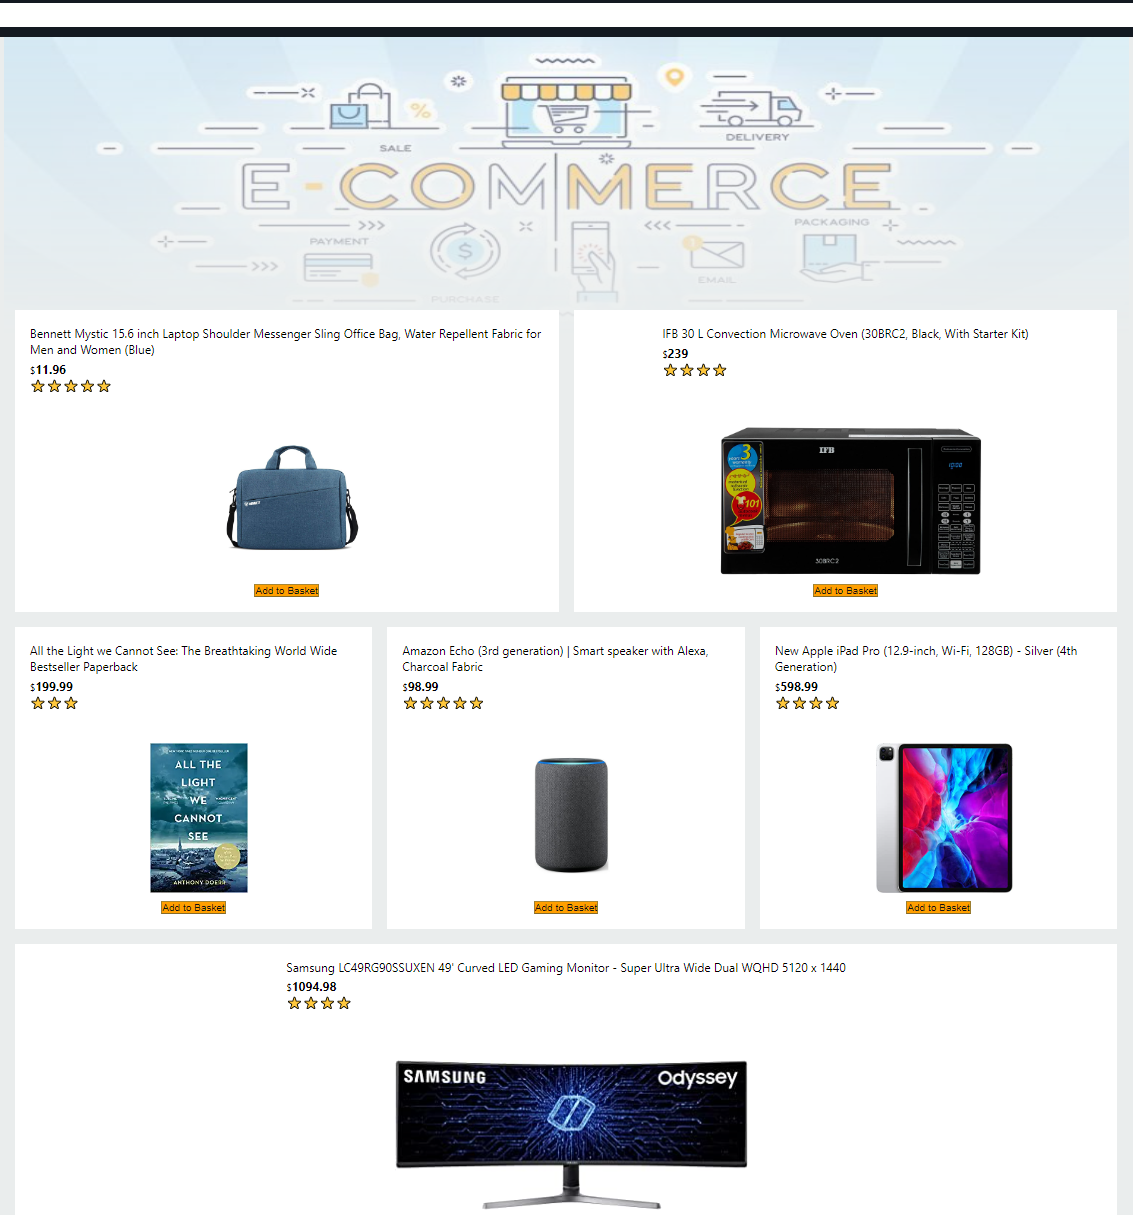 SALE
%
DELIVERY
E-COMMERCE
PACKAGING
PAYMENT
$
1
EMAIL
PURCHASE
Bennett Mystic 15.6 inch Laptop Shoulder Messenger Sling Office Bag, Water Repellent Fabric for
Men and Women (Blue)
$11.96
Add to Basket
IFB 30 L Convection Microwave Oven (30BRC2, Black, With Starter Kit)
$239
IFB
3
101
30BRC2
Add to Basket
All the Light we Cannot See: The Breathtaking World Wide
Bestseller Paperback
$199.99
ALL THE
LIGHT
WE
CANNOT
SEE
ANTHONY DOERR
Add to Basket
Amazon Echo (3rd generation) | Smart speaker with Alexa,
Charcoal Fabric
$98.99
Add to Basket
New Apple iPad Pro (12.9-inch, Wi-Fi, 128GB) - Silver (4th
Generation)
$598.99
Add to Basket
Samsung LC49RG90SSUXEN 49' Curved LED Gaming Monitor - Super Ultra Wide Dual WQHD 5120 x 1440
$1094.98
SAMSUNG
Odyssey